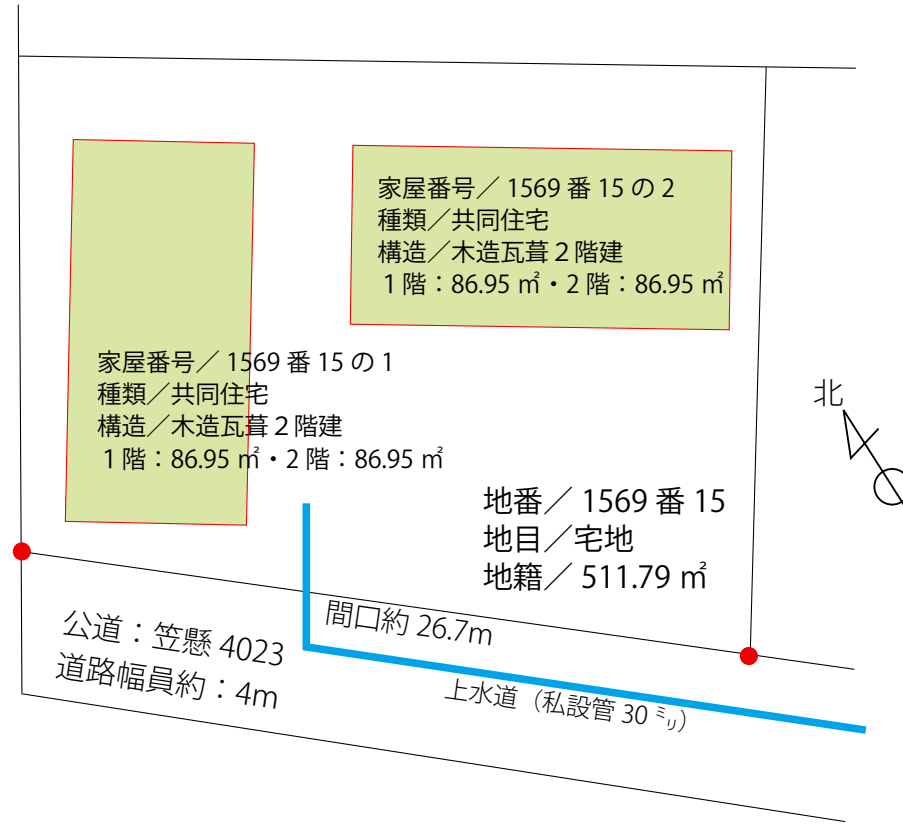 家屋番号／ 1569 番 15 の 2
種類／共同住宅
構造／木造瓦葺２階建
１階：86.95 ㎡・２階：86.95 ㎡
家屋番号／ 1569 番 15 の 1
種類／共同住宅
構造／木造瓦葺２階建
１階：86.95 ㎡・２階：86.95 ㎡
北
地番／ 1569 番 15
地目／宅地
地籍／ 511.79 ㎡
間口約 26.7m
公道：笠懸 4023
道路幅員約：4m
上水道（私設管 30 ㍉）